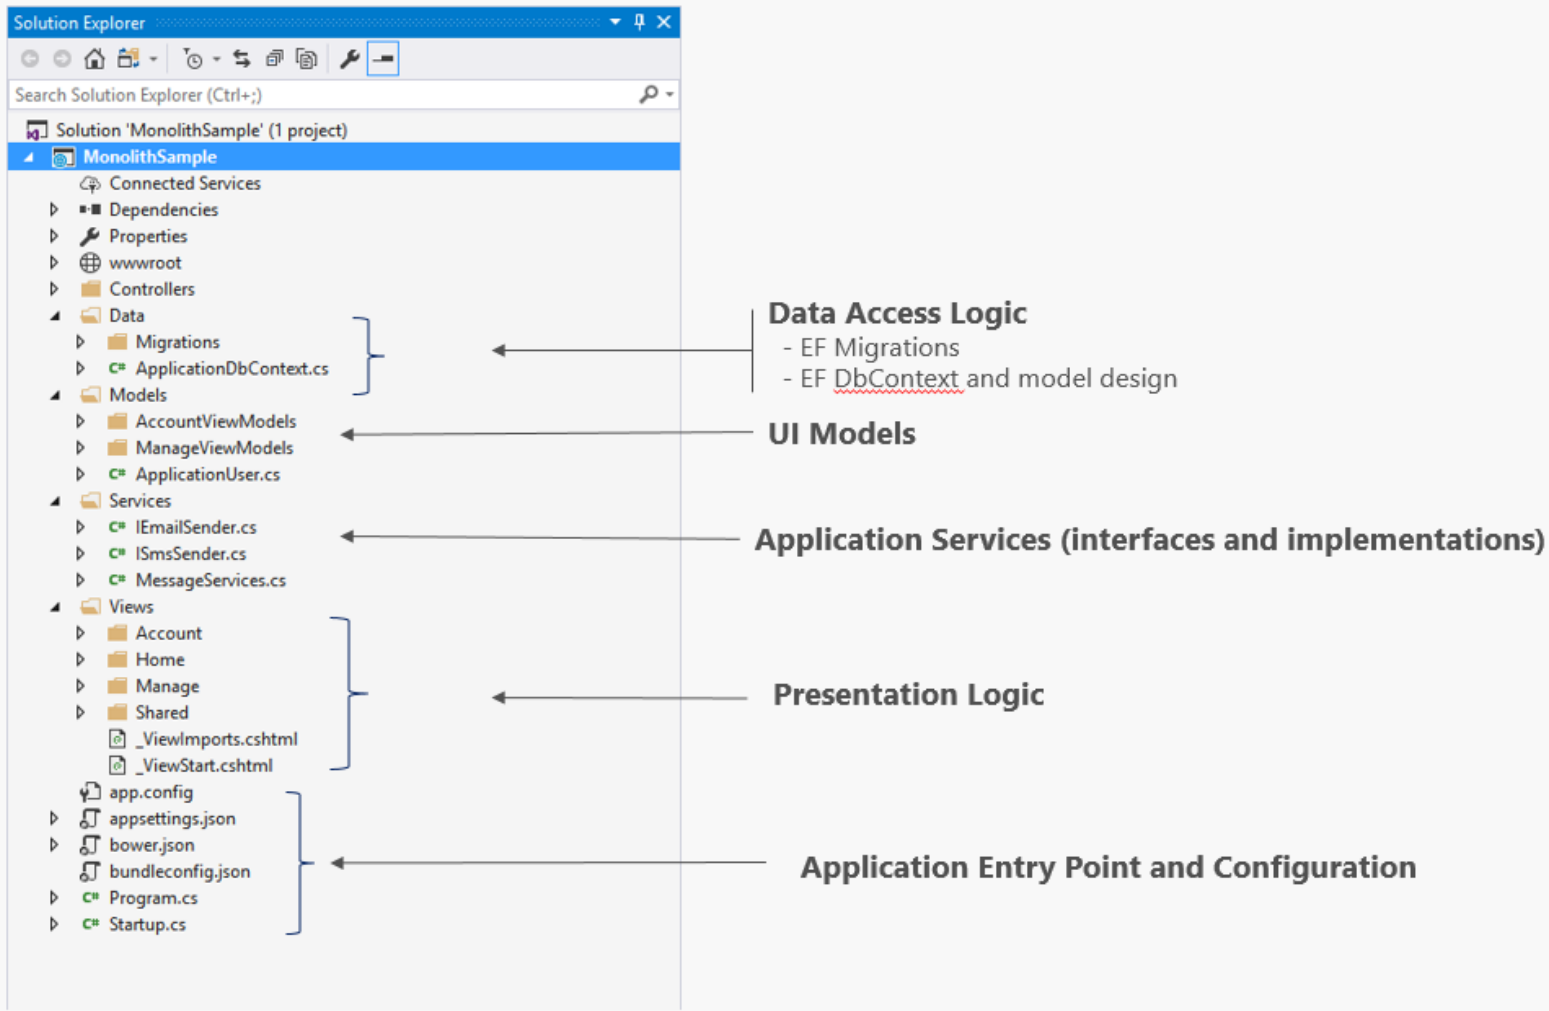 Solution Explorer
Search Solution Explorer (Ctrl+;)
Solution 'MonolithSample' (1 project)
MonolithSample
Connected Services
Dependencies
Properties
wwwroot
Controllers
Data
Migrations
C# ApplicationDbContext.cs
Models
AccountViewModels
ManageViewModels
C# ApplicationUser.cs
Services
C# IEmailSender.cs
C# ISmsSender.cs
C# MessageServices.cs
Views
Account
Home
Manage
Shared
_ViewImports.cshtml
_ViewStart.cshtml
app.config
appsettings.json
bower.json
bundleconfig.json
C# Program.cs
C# Startup.cs
Data Access Logic
- EF Migrations
- EF DbContext and model design
UI Models
Application Services (interfaces and implementations)
Presentation Logic
Application Entry Point and Configuration